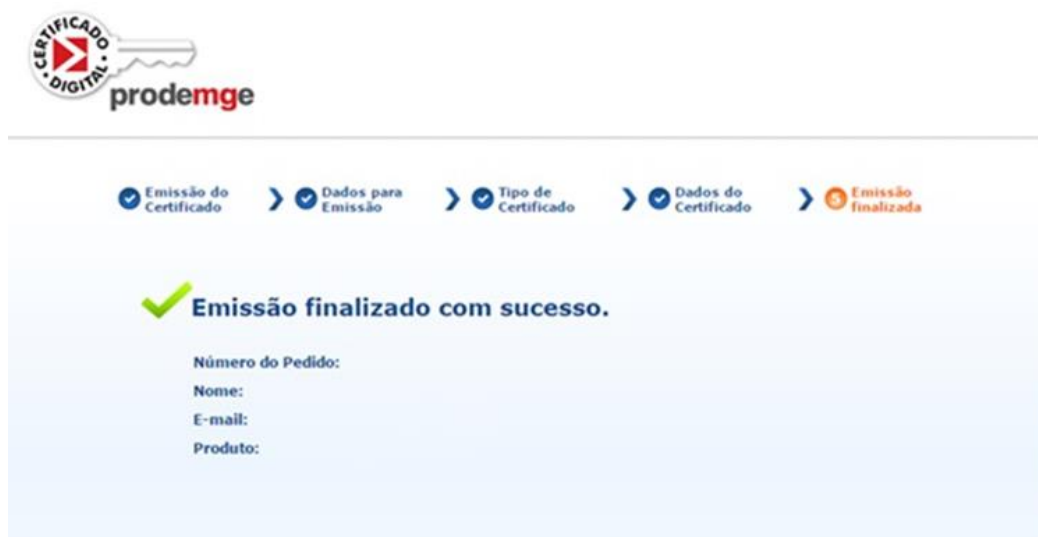 CERTIFICADO
DIGITAL
prodemge
Emissão do
Certificado
Dados para
Emissão
Tipo de
Certificado
Dados do
Certificado
5
Emissão
finalizada
Emissão finalizado com sucesso.
Número do Pedido:
Nome:
E-mail:
Produto: